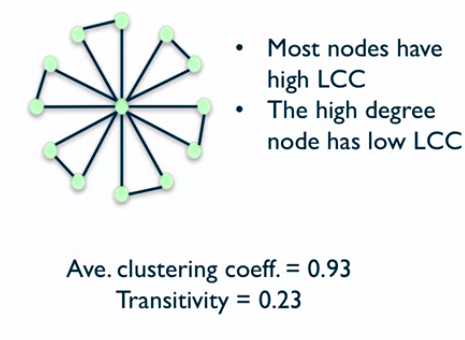 • Most nodes have
high LCC
• The high degree
node has low LCC
Ave. clustering coeff. = 0.93
Transitivity = 0.23